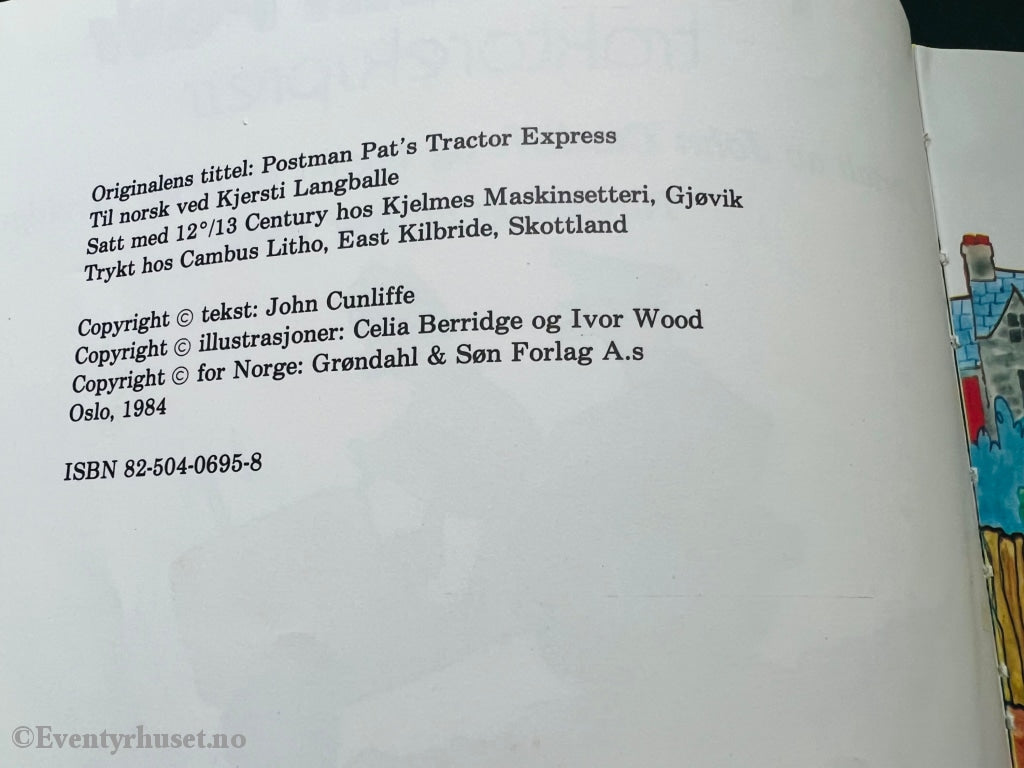 Originalens tittel: Postman Pat's Tractor Express
Til norsk ved Kjersti Langballe
Satt med 12°/13 Century hos Kjelmes Maskinsetteri, Gjøvik
Trykt hos Cambus Litho, East Kilbride, Skottland
Copyright © tekst: John Cunliffe
Copyright © illustrasjoner: Celia Berridge og Ivor Wood
Copyright © for Norge: Grøndahl & Søn Forlag A.s
Oslo, 1984
ISBN 82-504-0695-8
©Eventyrhuset.no